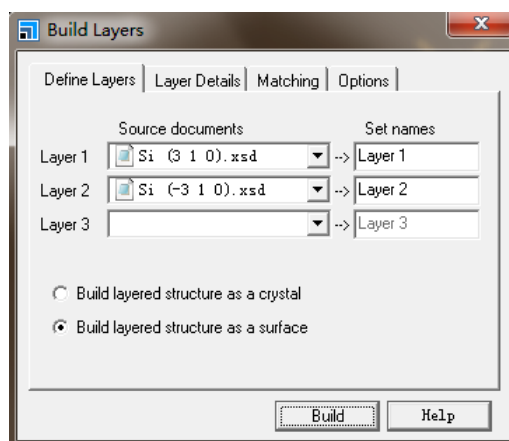 Build Layers
Define Layers Layer Details Matching Options
Source documents Set names
Layer 1 Si (3 1 0).xsd --> Layer 1
Layer 2 Si (-3 1 0).xsd --> Layer 2
Layer 3 --> Layer 3
Build layered structure as a crystal
Build layered structure as a surface
Build Help